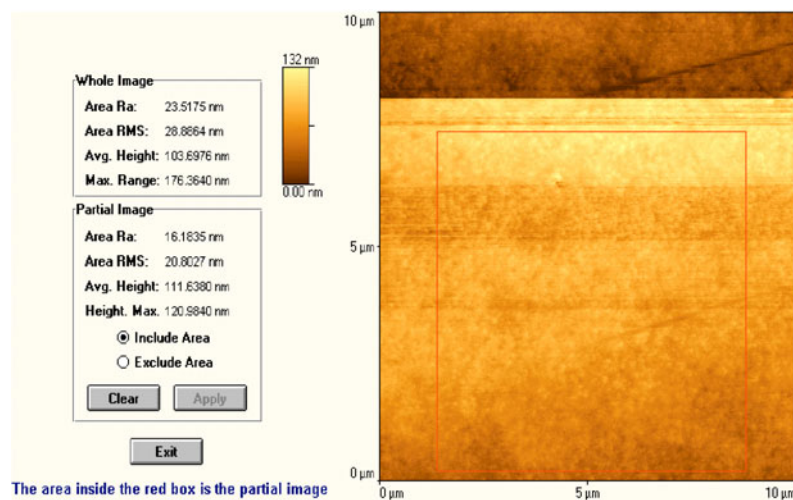 Whole Image
Area Ra: 23.5175 nm
Area RMS: 28.8864 nm
Avg. Height: 103.6976 nm
Max. Range: 176.3640 nm
Partial Image
Area Ra: 16.1835 nm
Area RMS: 20.8027 nm
Avg. Height: 111.6380 nm
Height. Max. 120.9840 nm
Include Area
Exclude Area
Clear Apply
Exit
The area inside the red box is the partial image
132 nm
0.00 nm
10 µm
5 µm
0 µm
0 µm 5 µm 10 µm